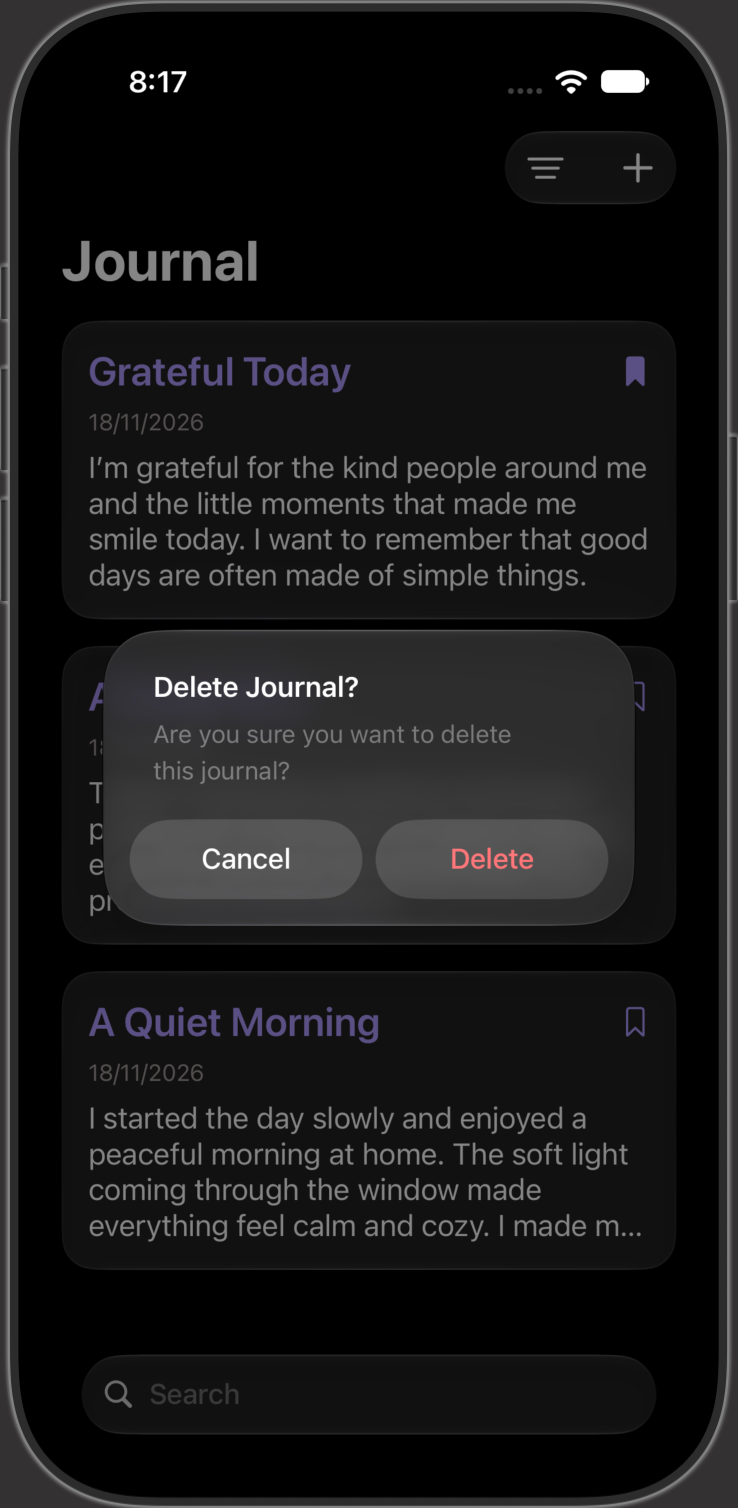 8:17
Journal
Grateful Today
18/11/2026
I’m grateful for the kind people around me
and the little moments that made me
smile today. I want to remember that good
days are often made of simple things.
Delete Journal?
Are you sure you want to delete
this journal?
Cancel
Delete
A Quiet Morning
18/11/2026
I started the day slowly and enjoyed a
peaceful morning at home. The soft light
coming through the window made
everything feel calm and cozy. I made m...
Search